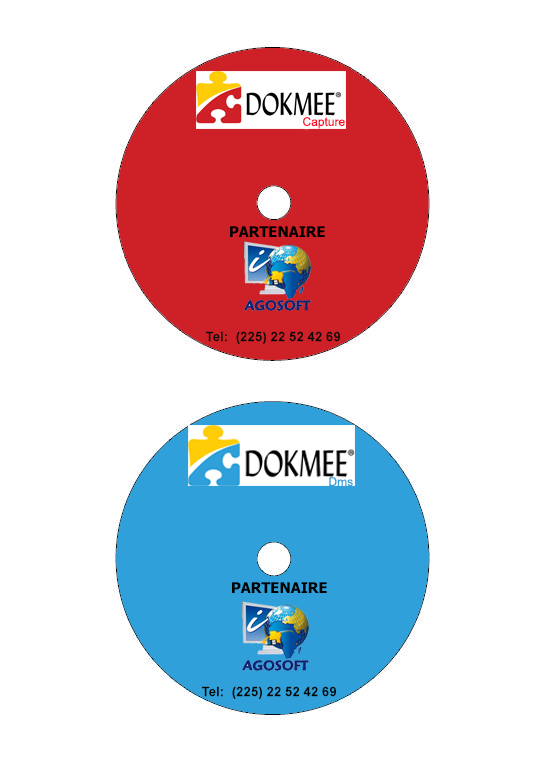 DOKMEE®
Capture
PARTENAIRE
i
AGOSOFT
Tel: (225) 22 52 42 69
DOKMEE®
Dms
PARTENAIRE
i
AGOSOFT
Tel: (225) 22 52 42 69